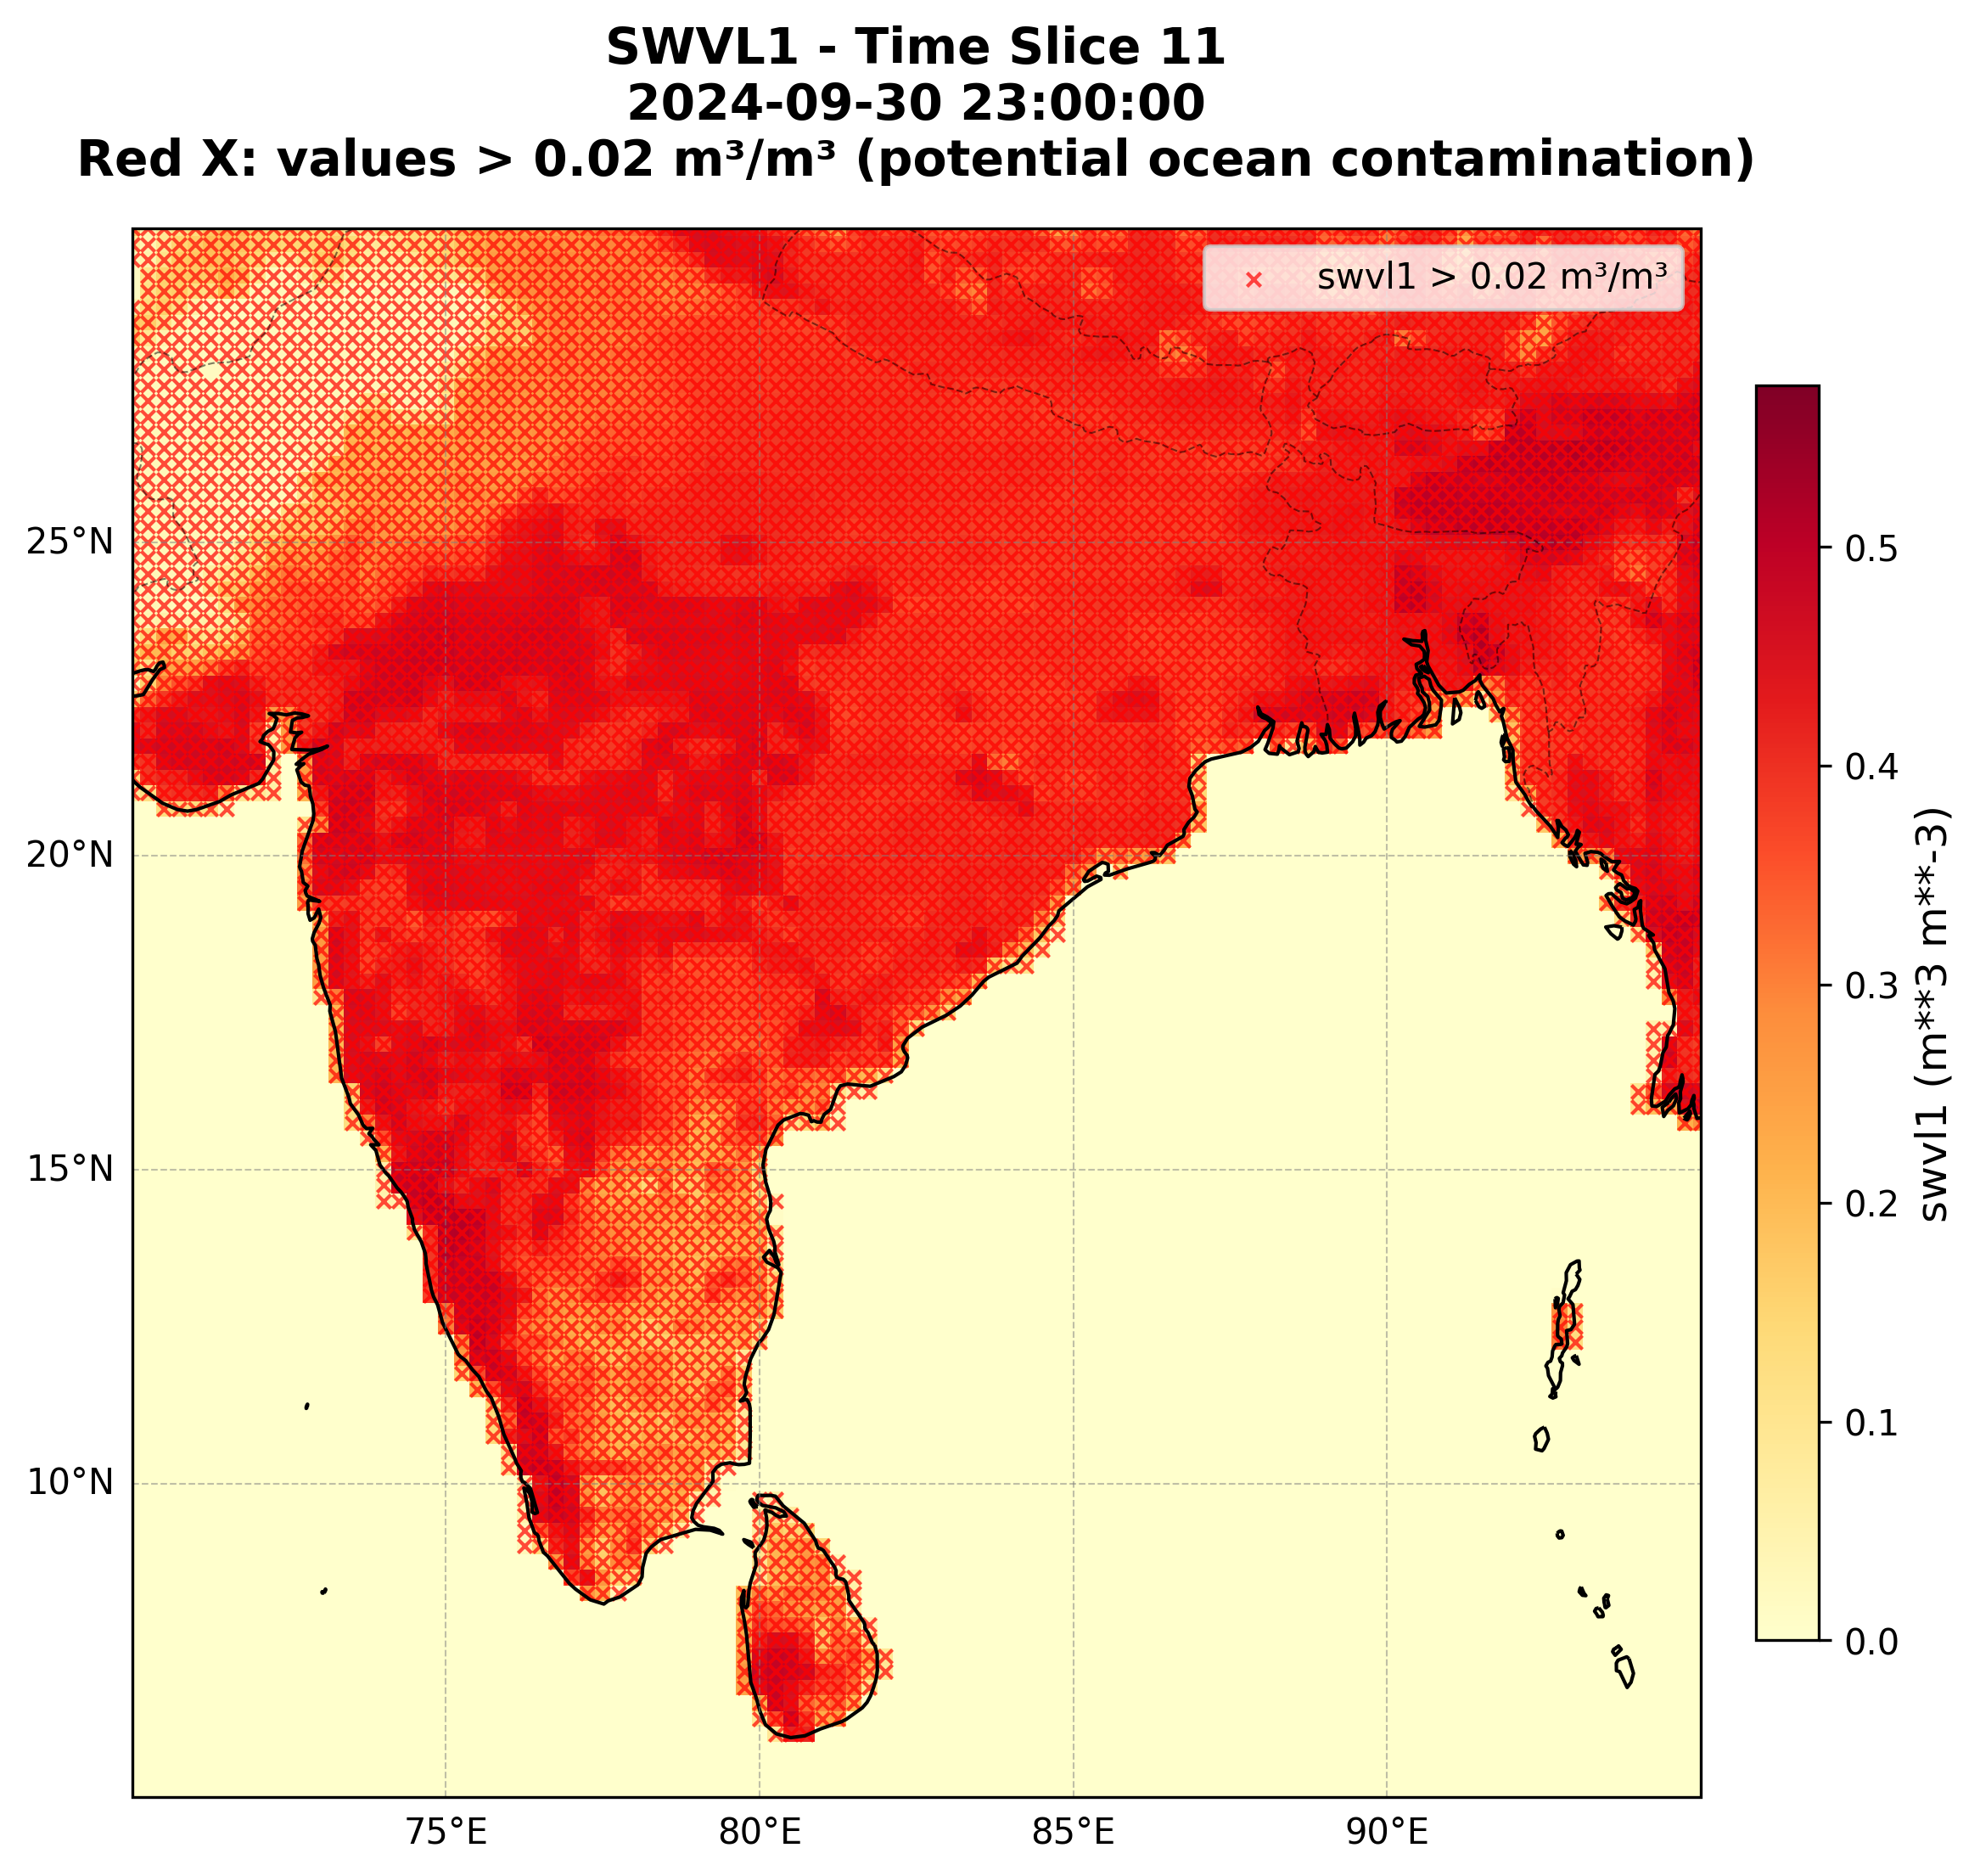 SWVL1 - Time Slice 11
2024-09-30 23:00:00
Red X: values > 0.02 m³/m³ (potential ocean contamination)
swvl1 > 0.02 m³/m³
25°N
20°N
15°N
10°N
75°E
80°E
85°E
90°E
0.5
0.4
0.3
0.2
0.1
0.0
swvl1 (m**3 m**-3)